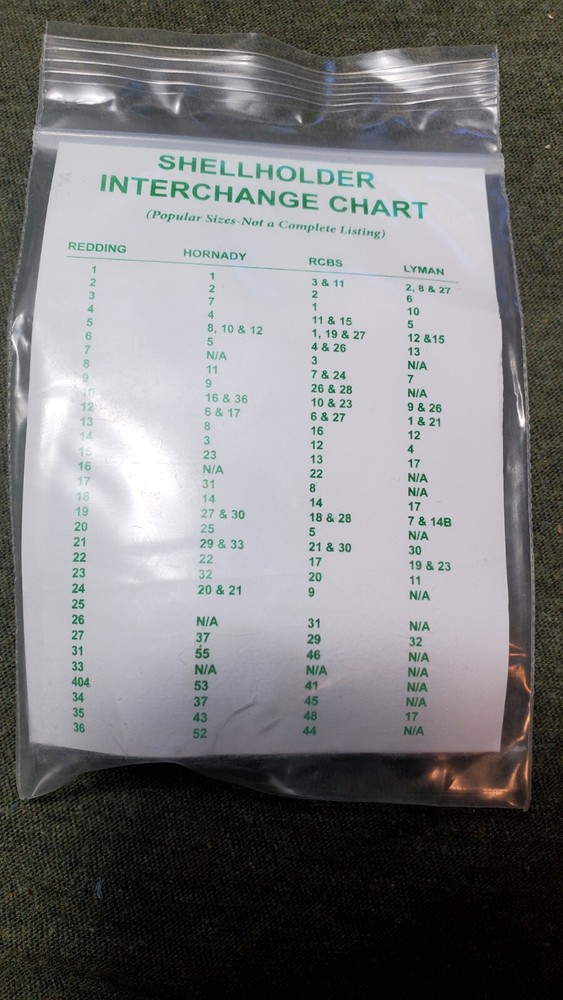 SHELLHOLDER
INTERCHANGE CHART
(Popular Sizes-Not a Complete Listing)
REDDING HORNADY RCBS LYMAN
1 1 3 & 11 2, 8 & 27
2 2 2 6
3 7 1 10
4 4 11 & 15 5
5 8, 10 & 12 1, 19 & 27 12 &15
6 5 4 & 26 13
7 N/A 3 N/A
8 11 7 & 24 7
9 9 26 & 28 N/A
10 16 & 36 10 & 23 9 & 26
12 6 & 17 6 & 27 1 & 21
13 8 16 12
14 3 12 4
15 23 13 17
16 N/A 22 N/A
17 31 8 N/A
18 14 14 17
19 27 & 30 18 & 28 7 & 14B
20 25 5 N/A
21 29 & 33 21 & 30 30
22 22 17 19 & 23
23 32 20 11
24 20 & 21 9 N/A
25
26 N/A 31 N/A
27 37 29 32
31 55 46 N/A
33 N/A N/A N/A
404 53 41 N/A
34 37 45 N/A
35 43 48 17
36 52 44 N/A